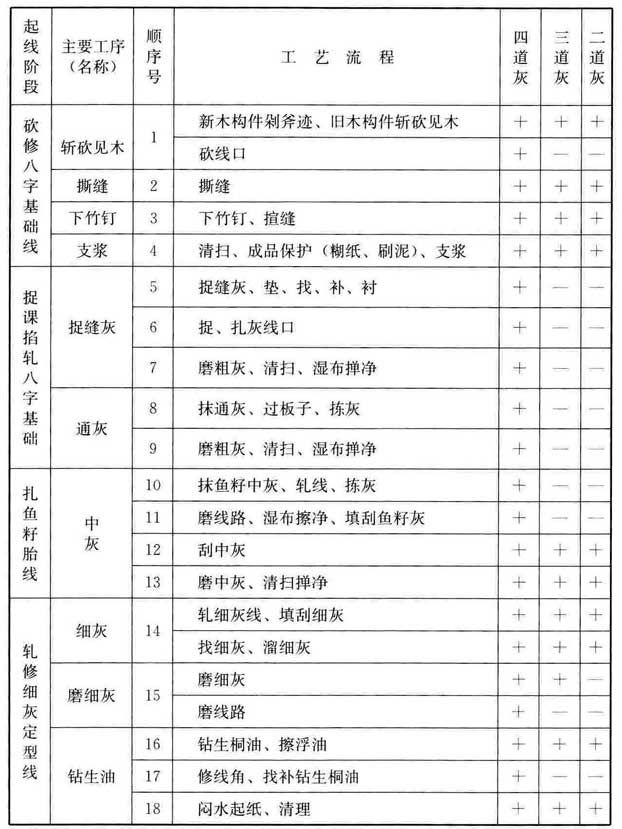 起线阶段 主要工序（名称） 顺序号 工艺流程 四道灰 三道灰 二道灰
砍修八字基础线 斩砍见木 1 新木构件剁斧迹、旧木构件斩砍见木 + + +
砍线口 + — —
撕缝 2 撕缝 + + +
下竹钉 3 下竹钉、揎缝 + + +
支浆 4 清扫、成品保护（糊纸、刷泥）、支浆 + + +
捉课掐轧八字基础 捉缝灰 5 捉缝灰、垫、找、补、衬 + — —
6 捉、扎灰线口 + — —
7 磨粗灰、清扫、湿布掸净 + — —
通灰 8 抹通灰、过板子、拣灰 + — —
9 磨粗灰、清扫、湿布掸净 + — —
扎鱼籽胎线 中灰 10 抹鱼籽中灰、轧线、拣灰 + — —
11 磨线路、湿布擦净、填刮鱼籽灰 + — —
12 刮中灰 + + +
13 磨中灰、清扫掸净 + + +
轧修细灰定型线 细灰 14 轧细灰线、填刮细灰 + + +
找细灰、溜细灰 + + +
磨细灰 15 磨细灰 + + —
磨线路 + — —
钻生油 16 钻生桐油、擦浮油 + + +
17 修线角、找补钻生桐油 + — —
18 闷水起纸、清理 + + +